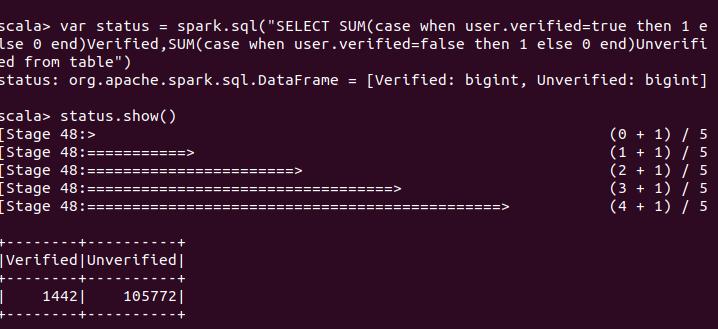 scala> var status = spark.sql("SELECT SUM(case when user.verified=true then 1 e
lse 0 end)Verified,SUM(case when user.verified=false then 1 else 0 end)Unverifi
ed from table")
status: org.apache.spark.sql.DataFrame = [Verified: bigint, Unverified: bigint]
scala> status.show()
[Stage 48:>                                                          (0 + 1) / 5
[Stage 48:===========>                                               (1 + 1) / 5
[Stage 48:=======================>                                   (2 + 1) / 5
[Stage 48:==================================>                        (3 + 1) / 5
[Stage 48:==============================================>            (4 + 1) / 5
+--------+----------+
|Verified|Unverified|
+--------+----------+
|    1442|    105772|
+--------+----------+